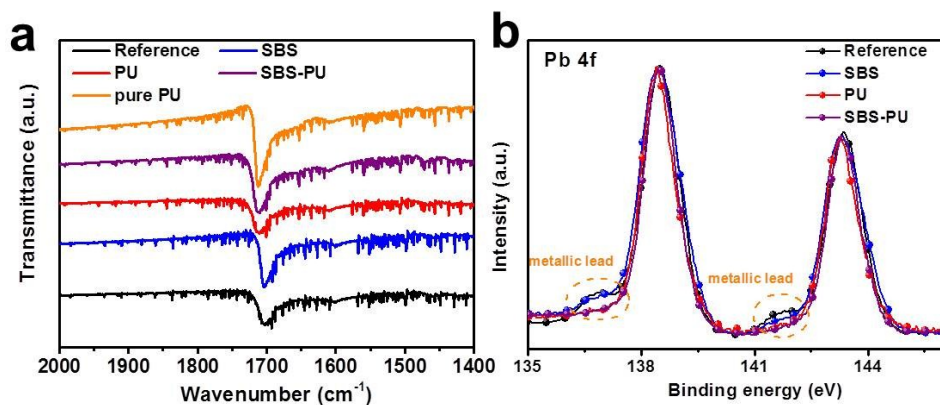 a
Reference
SBS
PU
SBS-PU
pure PU
Transmittance (a.u.)
2000 1900 1800 1700 1600 1500 1400
Wavenumber (cm⁻¹)
b
Pb 4f
Reference
SBS
PU
SBS-PU
metallic lead
metallic lead
Intensity (a.u.)
135 138 141 144
Binding energy (eV)